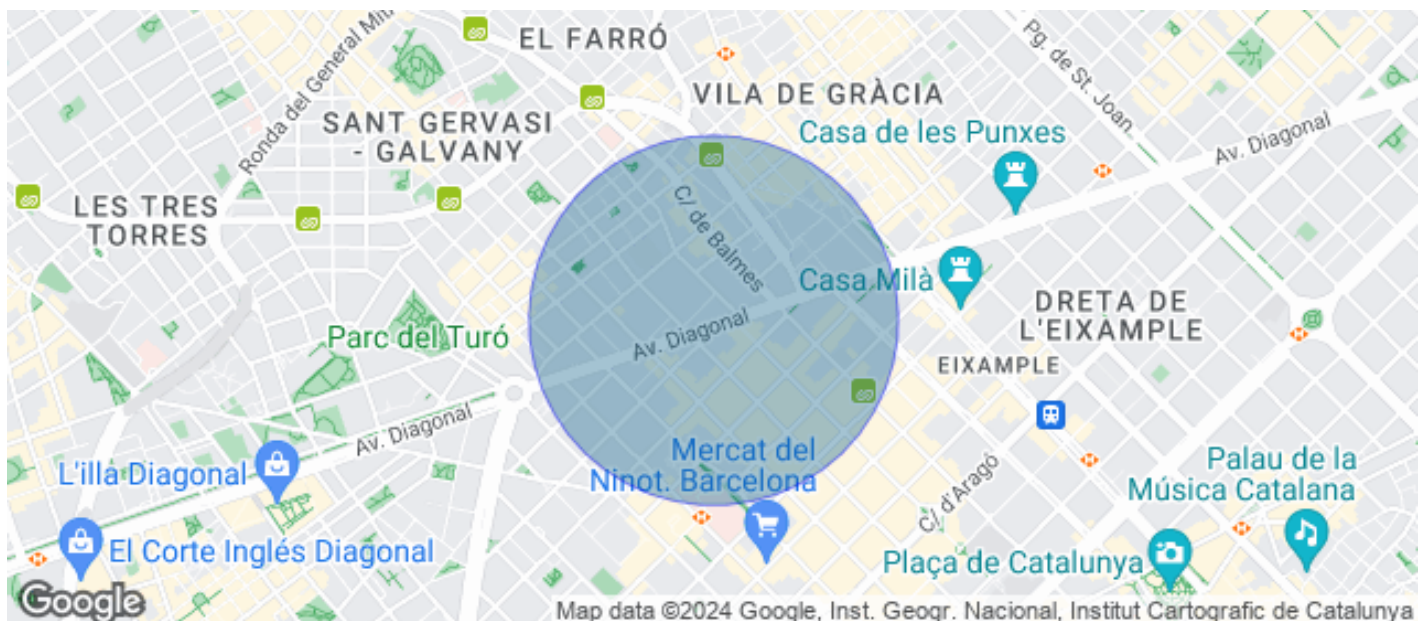 EL FARRÓ
Ronda del General Mit
VILA DE GRÀCIA
Pg. de St. Joan
SANT GERVASI
- GALVANY
Casa de les Punxes
Av. Diagonal
LES TRES
TORRES
C/ de Balmes
Casa Milà
DRETA DE
L'EIXAMPLE
Parc del Turó
Av. Diagonal
EIXAMPLE
Av. Diagonal
Mercat del
Ninot. Barcelona
L'illa Diagonal
C/ d'Aragó
Palau de la
Música Catalana
El Corte Inglés Diagonal
Plaça de Catalunya
Google
Map data ©2024 Google, Inst. Geogr. Nacional, Institut Cartografic de Catalunya